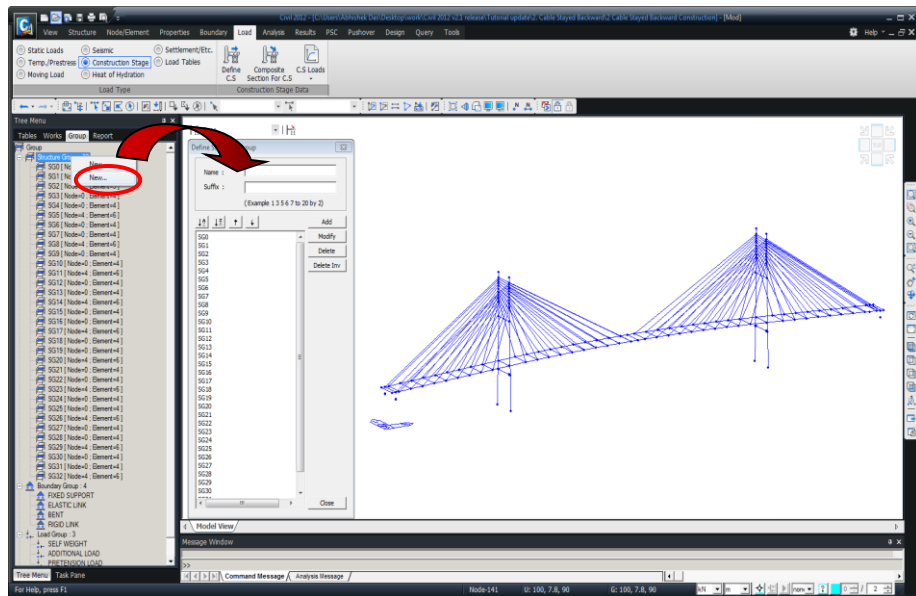 Civil 2012 - [C:\Users\Abhishek Das\Desktop\work\Civil 2012 v2.1 release\Tutorial update\2. Cable Stayed Backward\2 Cable Stayed Backward Construction] - [Mod]
View Structure Node/Element Properties Boundary Load Analysis Results PSC Pushover Design Query Tools Help
Static Loads Seismic Settlement/Etc.
Temp./Prestress Construction Stage Load Tables
Moving Load Heat of Hydration
Define C.S
Composite Section For C.S
C.S Loads
Load Type Construction Stage Data
Tree Menu
Tables Works Group Report
Group
Structure
New...
New...
SG0 [
SG1 [
SG2 [
SG3 [ Node=0 ; Element=4 ]
SG4 [ Node=0 ; Element=4 ]
SG5 [ Node=4 ; Element=6 ]
SG6 [ Node=0 ; Element=4 ]
SG7 [ Node=0 ; Element=4 ]
SG8 [ Node=4 ; Element=6 ]
SG9 [ Node=0 ; Element=4 ]
SG10 [ Node=0 ; Element=4 ]
SG11 [ Node=4 ; Element=6 ]
SG12 [ Node=0 ; Element=4 ]
SG13 [ Node=0 ; Element=4 ]
SG14 [ Node=4 ; Element=6 ]
SG15 [ Node=0 ; Element=4 ]
SG16 [ Node=0 ; Element=4 ]
SG17 [ Node=4 ; Element=6 ]
SG18 [ Node=0 ; Element=4 ]
SG19 [ Node=0 ; Element=4 ]
SG20 [ Node=4 ; Element=6 ]
SG21 [ Node=0 ; Element=4 ]
SG22 [ Node=0 ; Element=4 ]
SG23 [ Node=4 ; Element=6 ]
SG24 [ Node=0 ; Element=4 ]
SG25 [ Node=0 ; Element=4 ]
SG26 [ Node=4 ; Element=6 ]
SG27 [ Node=0 ; Element=4 ]
SG28 [ Node=0 ; Element=4 ]
SG29 [ Node=4 ; Element=6 ]
SG30 [ Node=0 ; Element=4 ]
SG31 [ Node=0 ; Element=4 ]
SG32 [ Node=4 ; Element=6 ]
Boundary Group : 4
FIXED SUPPORT
ELASTIC LINK
BENT
RIGID LINK
Load Group : 3
SELF WEIGHT
ADDITIONAL LOAD
PRETENSION LOAD
Tree Menu Task Pane
Name :
Suffix :
(Example 1 3 5 6 7 to 20 by 2)
Add
Modify
Delete
Delete Inv
SG0
SG1
SG2
SG3
SG4
SG5
SG6
SG7
SG8
SG9
SG10
SG11
SG12
SG13
SG14
SG15
SG16
SG17
SG18
SG19
SG20
SG21
SG22
SG23
SG24
SG25
SG26
SG27
SG28
SG29
SG30
Close
Model View
Message Window
>>
Command Message Analysis Message
For Help, press F1 Node-141 U: 100, 7.8, 90 G: 100, 7.8, 90 kN m non 2